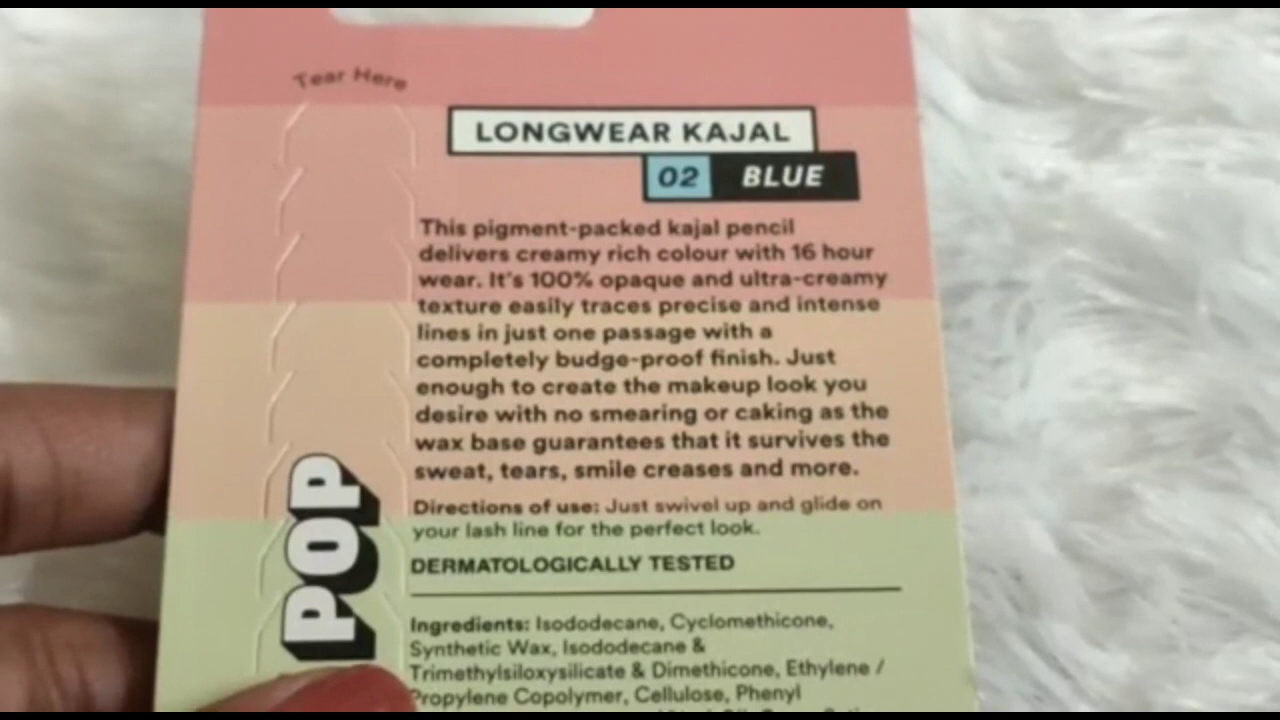 Tear Here
LONGWEAR KAJAL
02 BLUE
This pigment-packed kajal pencil
delivers creamy rich colour with 16 hour
wear. It's 100% opaque and ultra-creamy
texture easily traces precise and intense
lines in just one passage with a
completely budge-proof finish. Just
enough to create the makeup look you
desire with no smearing or caking as the
wax base guarantees that it survives the
sweat, tears, smile creases and more.
Directions of use: Just swivel up and glide on
your lash line for the perfect look.
DERMATOLOGICALLY TESTED
Ingredients: Isododecane, Cyclomethicone,
Synthetic Wax, Isododecane &
Trimethylsiloxysilicate & Dimethicone, Ethylene /
Propylene Copolymer, Cellulose, Phenyl
POP